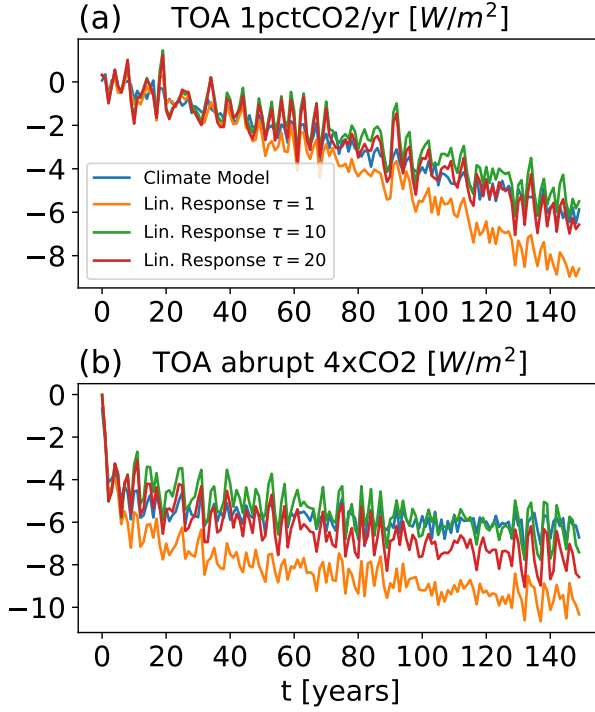 (a) TOA 1pctCO2/yr [W/m²]
0
−2
−4
−6
−8
Climate Model
Lin. Response τ = 1
Lin. Response τ = 10
Lin. Response τ = 20
0 20 40 60 80 100 120 140
(b) TOA abrupt 4xCO2 [W/m²]
0
−2
−4
−6
−8
−10
0 20 40 60 80 100 120 140
t [years]